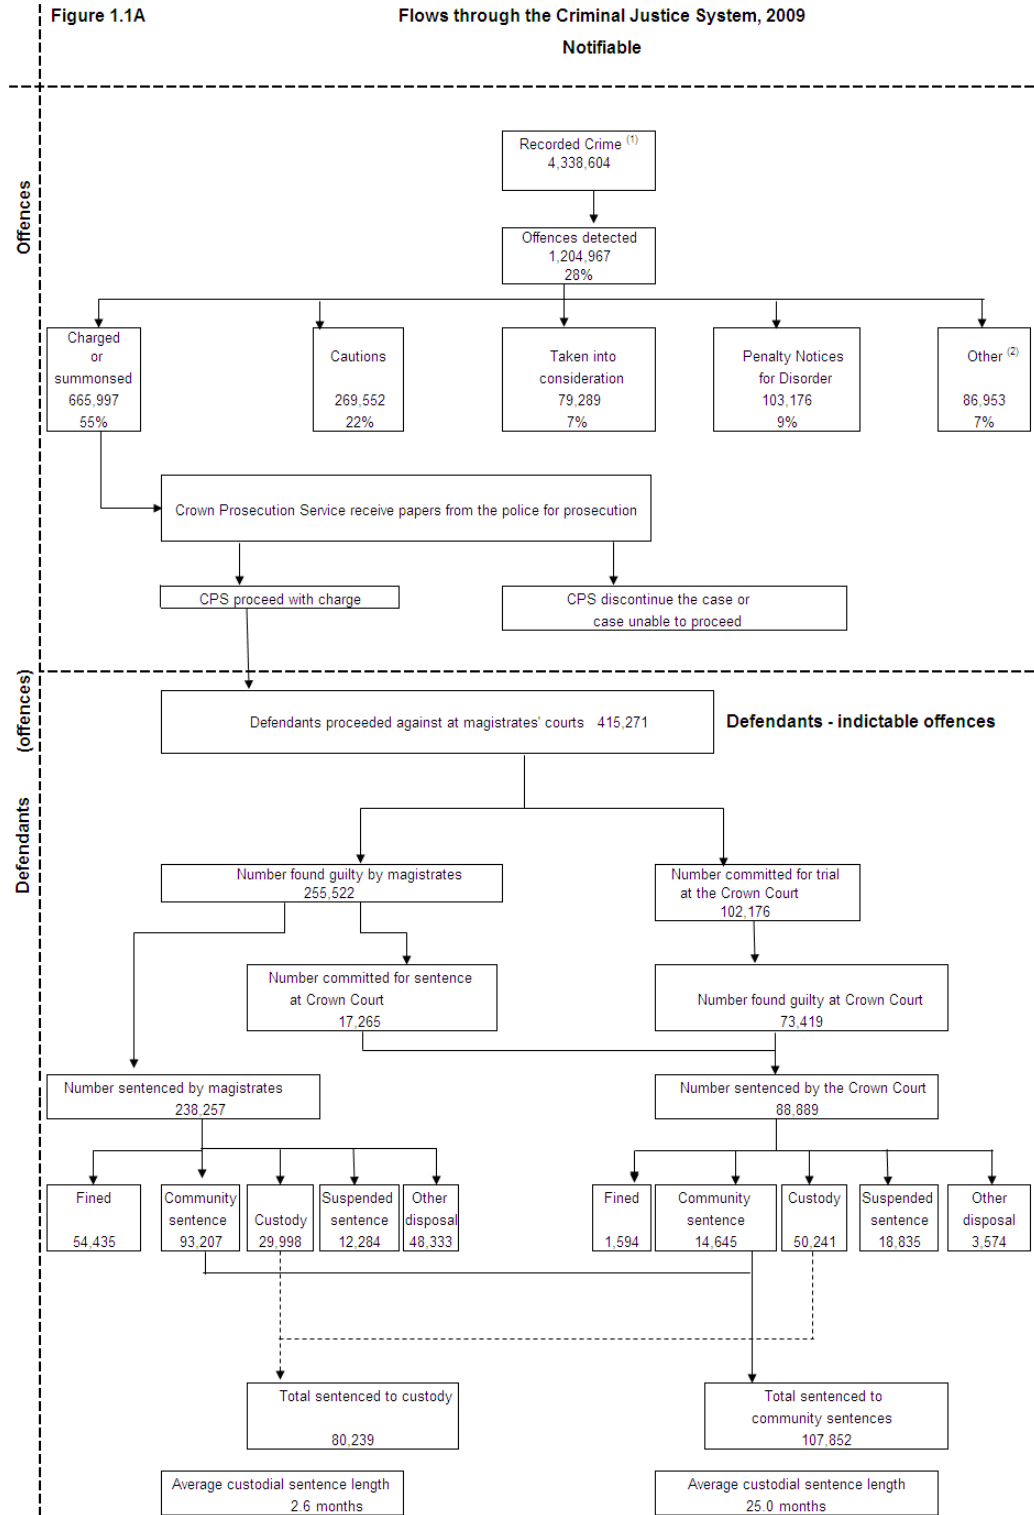 Figure 1.1A
Flows through the Criminal Justice System, 2009
Notifiable
Offences
Recorded Crime (1)
4,338,604
Offences detected
1,204,967
28%
Charged
or
summonsed
665,997
55%
Cautions
269,552
22%
Taken into
consideration
79,289
7%
Penalty Notices
for Disorder
103,176
9%
Other (2)
86,953
7%
Crown Prosecution Service receive papers from the police for prosecution
CPS proceed with charge
CPS discontinue the case or
case unable to proceed
Defendants (offences)
Defendants proceeded against at magistrates' courts 415,271
Defendants - indictable offences
Number found guilty by magistrates
255,522
Number committed for trial
at the Crown Court
102,176
Number committed for sentence
at Crown Court
17,265
Number found guilty at Crown Court
73,419
Number sentenced by magistrates
238,257
Number sentenced by the Crown Court
88,889
Fined
54,435
Community
sentence
93,207
Custody
29,998
Suspended
sentence
12,284
Other
disposal
48,333
Fined
1,594
Community
sentence
14,645
Custody
50,241
Suspended
sentence
18,835
Other
disposal
3,574
Total sentenced to custody
80,239
Total sentenced to
community sentences
107,852
Average custodial sentence length
2.6 months
Average custodial sentence length
25.0 months